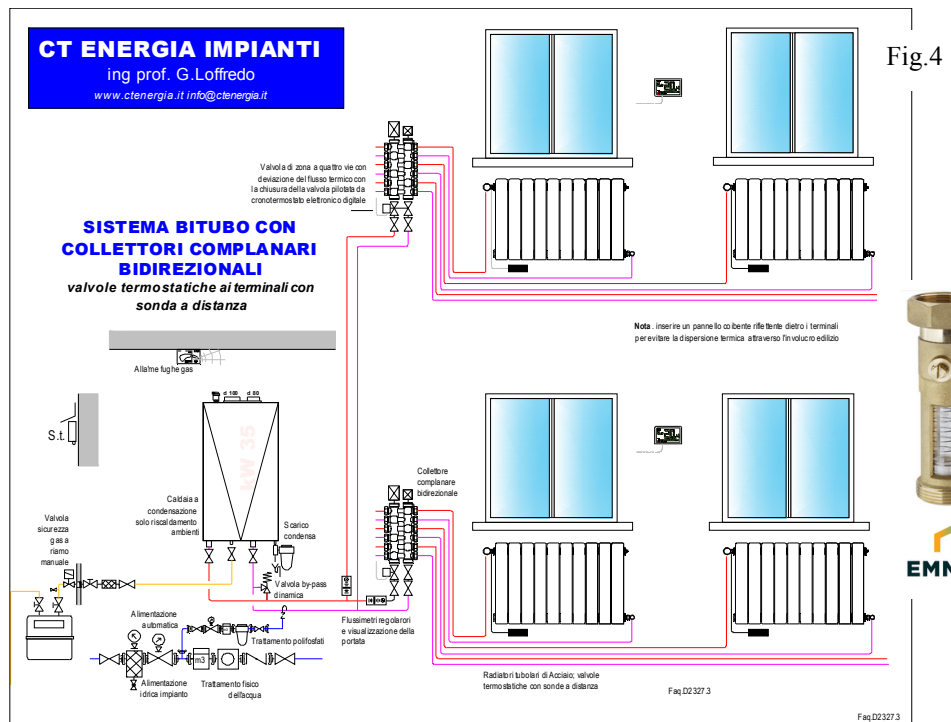 CT ENERGIA IMPIANTI
ing prof. G.Loffredo
www.ctenergia.it info@ctenergia.it
Fig.4
Valvola di zona a quattro vie con
deviazione del flusso termico con
la chiusura della valvola pilotata da
cronotermostato elettronico digitale
SISTEMA BITUBO CON
COLLETTORI COMPLANARI
BIDIREZIONALI
valvole termostatiche ai terminali con
sonda a distanza
Nota . inserire un pannello coibente riflettente dietro i terminali
per evitare la dispersione termica attraverso l'involucro edilizio
Allarme fughe gas
S.t.
d 100 d 80
kW 35
Caldaia a
condensazione
solo riscaldamento
ambienti
Scarico
condensa
Collettore
complanare
bidirezionale
Valvola
sicurezza
gas a
riarmo
manuale
Valvola by-pass
dinamica
Alimentazione
automatica
Trattamento polifosfati
Flussimetri regolarori
e visualizzazione della
portata
m3
Alimentazione
idrica impianto
Trattamento fisico
dell'acqua
Radiatori tubolari di Acciaio; valvole
termostatiche con sonde a distanza
Faq.D2327.3
Faq.D2327.3
EMM